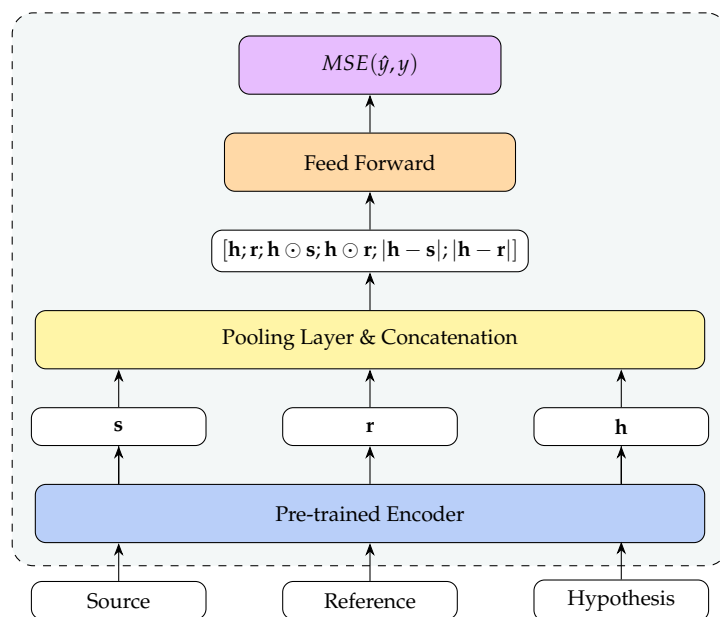 MSE(ŷ, y)
Feed Forward
[h; r; h ⊙ s; h ⊙ r; |h − s|; |h − r|]
Pooling Layer & Concatenation
s r h
Pre-trained Encoder
Source Reference Hypothesis